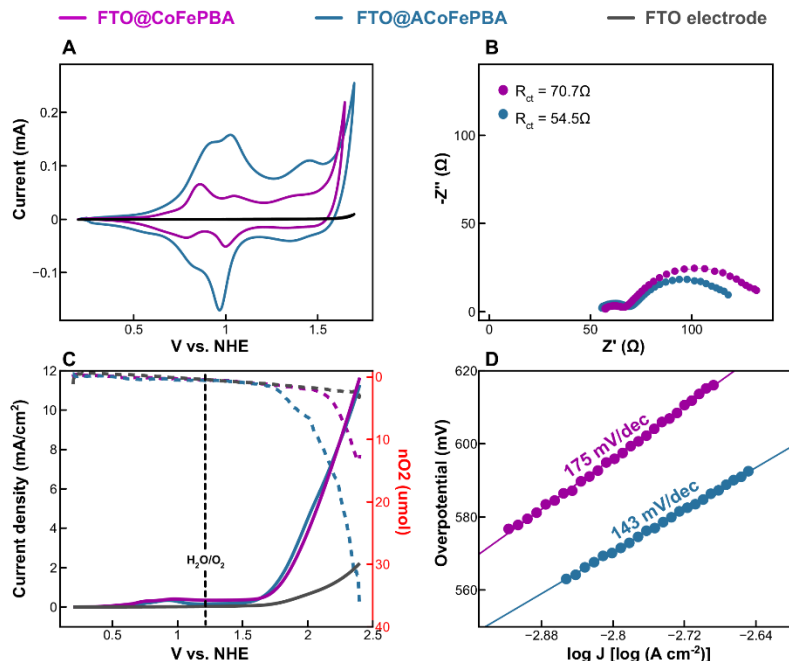 FTO@CoFePBA FTO@ACoFePBA FTO electrode
A
Current (mA)
0.2
0.1
0
−0.1
0.5 1 1.5
V vs. NHE
B
R_ct = 70.7Ω
R_ct = 54.5Ω
-Z'' (Ω)
100
50
0
0 50 100
Z' (Ω)
C
Current density (mA/cm²)
12
10
8
6
4
2
0
H₂O/O₂
0
10
20
30
40
nO2 (umol)
0.5 1 1.5 2 2.5
V vs. NHE
D
Overpotential (mV)
620
600
580
560
175 mV/dec
143 mV/dec
−2.88 −2.8 −2.72 −2.64
log J [log (A cm⁻²)]